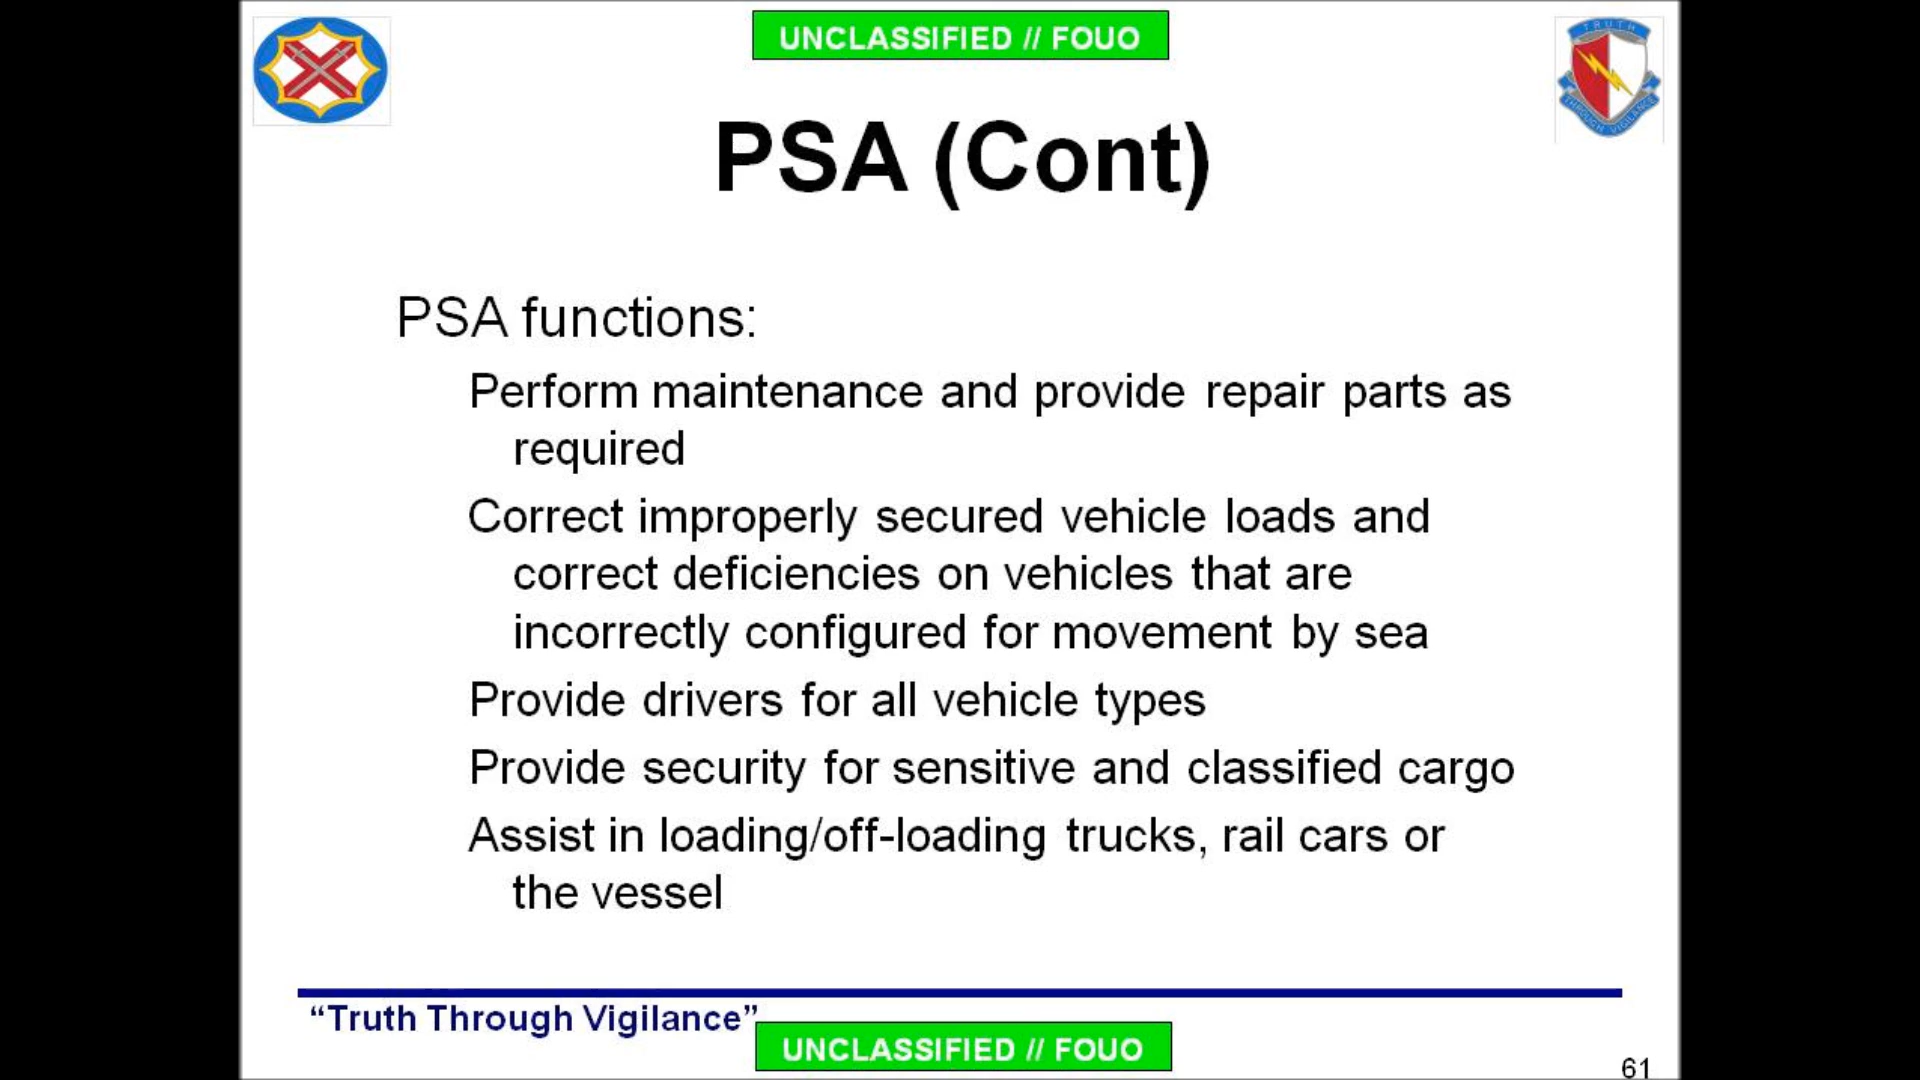 UNCLASSIFIED // FOUO
TRUTH
THROUGH VIGILANCE
PSA (Cont)
PSA functions:
Perform maintenance and provide repair parts as
required
Correct improperly secured vehicle loads and
correct deficiencies on vehicles that are
incorrectly configured for movement by sea
Provide drivers for all vehicle types
Provide security for sensitive and classified cargo
Assist in loading/off-loading trucks, rail cars or
the vessel
“Truth Through Vigilance”
UNCLASSIFIED // FOUO
61